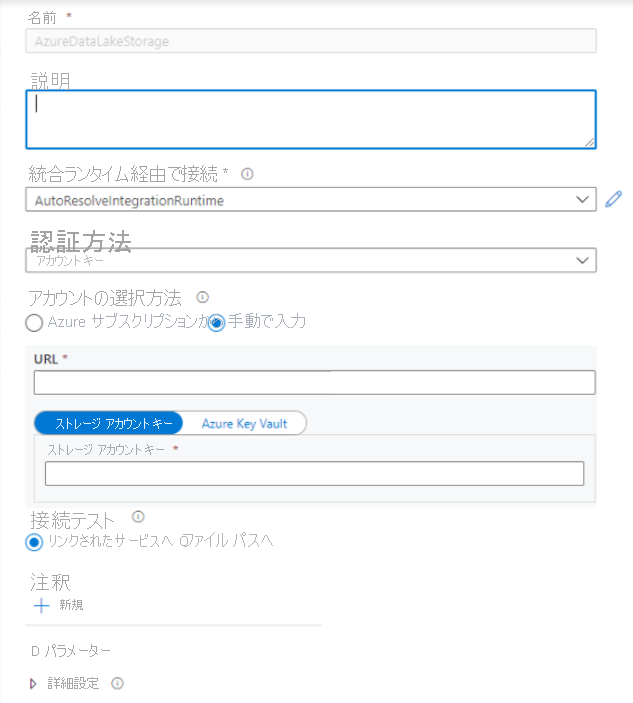 名前 *
AzureDataLakeStorage
説明
統合ランタイム経由で接続 *
AutoResolveIntegrationRuntime
認証方法
アカウント キー
アカウントの選択方法
Azure サブスクリプションから 手動で入力
URL *
ストレージ アカウント キー Azure Key Vault
ストレージ アカウント キー *
接続テスト
リンクされたサービスへ のファイル パスへ
注釈
新規
D パラメーター
詳細設定